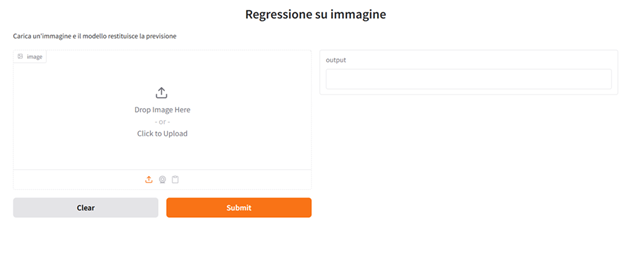 Regressione su immagine
Carica un'immagine e il modello restituisce la previsione
image
Drop Image Here
- or -
Click to Upload
Clear
Submit
output